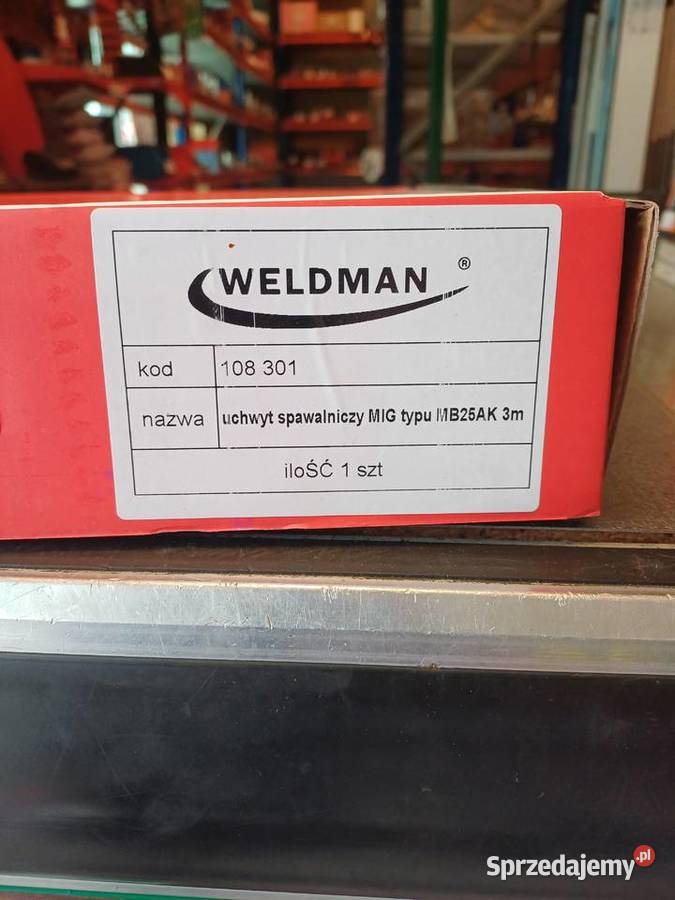 WELDMAN ®
kod 108 301
nazwa uchwyt spawalniczy MIG typu MB25AK 3m
iloŚĆ 1 szt
Sprzedajemy.pl